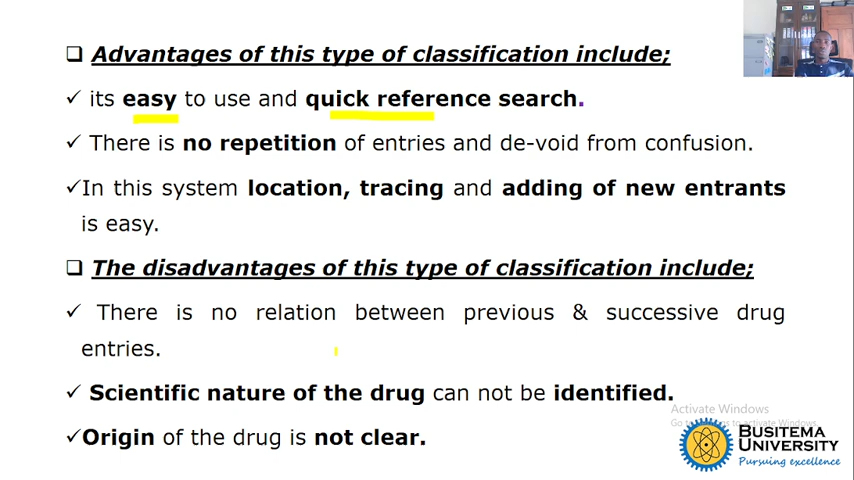 ❑ Advantages of this type of classification include;
✓ its easy to use and quick reference search.
✓ There is no repetition of entries and de-void from confusion.
✓In this system location, tracing and adding of new entrants
is easy.
❑ The disadvantages of this type of classification include;
✓ There is no relation between previous & successive drug
entries.
✓ Scientific nature of the drug can not be identified.
✓Origin of the drug is not clear.
Activate Windows
to activate Windows.
BUSITEMA
UNIVERSITY
Pursuing excellence